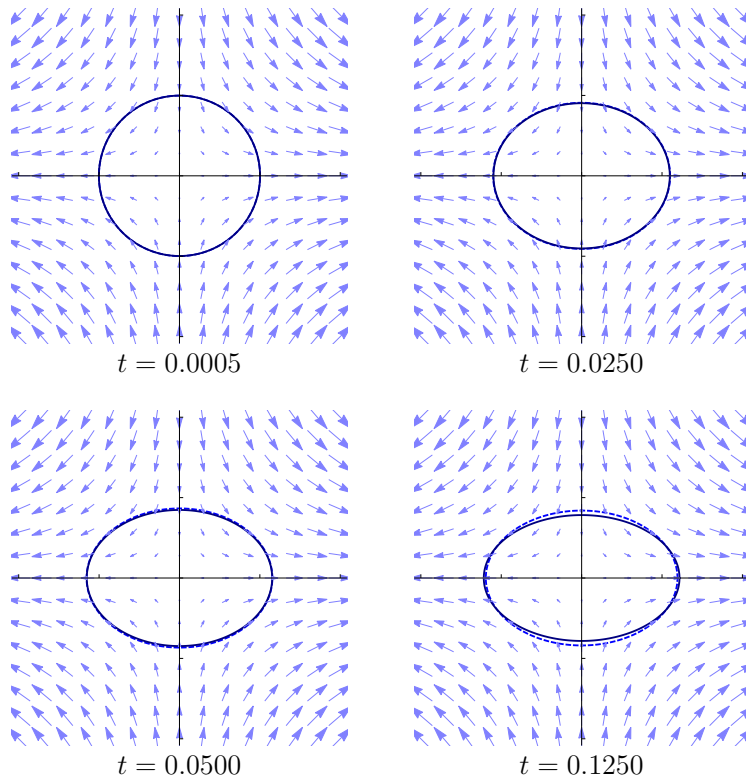 t = 0.0005
t = 0.0250
t = 0.0500
t = 0.1250